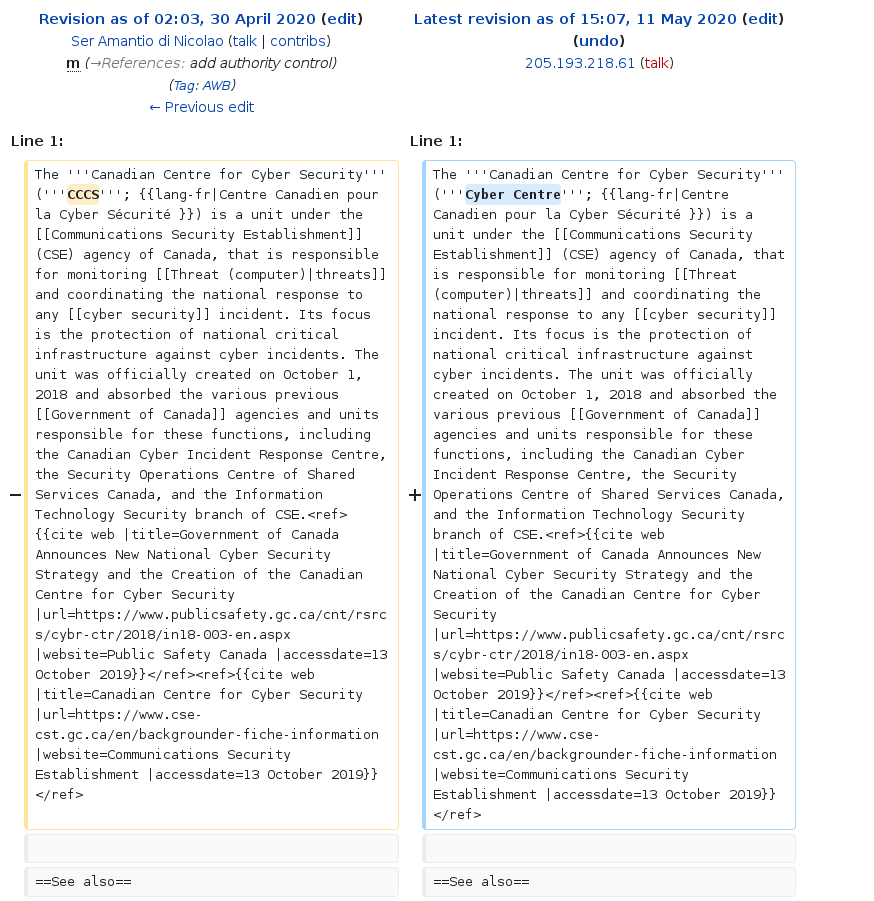 Revision as of 02:03, 30 April 2020 (edit)
Ser Amantio di Nicolao (talk | contribs)
m (→References: add authority control)
(Tag: AWB)
← Previous edit
Latest revision as of 15:07, 11 May 2020 (edit)
(undo)
205.193.218.61 (talk)
Line 1:
Line 1:
−
The '''Canadian Centre for Cyber Security'''
('''CCCS'''; {{lang-fr|Centre Canadien pour
la Cyber Sécurité }}) is a unit under the
[[Communications Security Establishment]]
(CSE) agency of Canada, that is responsible
for monitoring [[Threat (computer)|threats]]
and coordinating the national response to
any [[cyber security]] incident. Its focus
is the protection of national critical
infrastructure against cyber incidents. The
unit was officially created on October 1,
2018 and absorbed the various previous
[[Government of Canada]] agencies and units
responsible for these functions, including
the Canadian Cyber Incident Response Centre,
the Security Operations Centre of Shared
Services Canada, and the Information
Technology Security branch of CSE.<ref>
{{cite web |title=Government of Canada
Announces New National Cyber Security
Strategy and the Creation of the Canadian
Centre for Cyber Security
|url=https://www.publicsafety.gc.ca/cnt/rsrc
s/cybr-ctr/2018/in18-003-en.aspx
|website=Public Safety Canada |accessdate=13
October 2019}}</ref><ref>{{cite web
|title=Canadian Centre for Cyber Security
|url=https://www.cse-
cst.gc.ca/en/backgrounder-fiche-information
|website=Communications Security
Establishment |accessdate=13 October 2019}}
</ref>
+
The '''Canadian Centre for Cyber Security'''
('''Cyber Centre'''; {{lang-fr|Centre
Canadien pour la Cyber Sécurité }}) is a
unit under the [[Communications Security
Establishment]] (CSE) agency of Canada, that
is responsible for monitoring [[Threat
(computer)|threats]] and coordinating the
national response to any [[cyber security]]
incident. Its focus is the protection of
national critical infrastructure against
cyber incidents. The unit was officially
created on October 1, 2018 and absorbed the
various previous [[Government of Canada]]
agencies and units responsible for these
functions, including the Canadian Cyber
Incident Response Centre, the Security
Operations Centre of Shared Services Canada,
and the Information Technology Security
branch of CSE.<ref>{{cite web
|title=Government of Canada Announces New
National Cyber Security Strategy and the
Creation of the Canadian Centre for Cyber
Security
|url=https://www.publicsafety.gc.ca/cnt/rsrc
s/cybr-ctr/2018/in18-003-en.aspx
|website=Public Safety Canada |accessdate=13
October 2019}}</ref><ref>{{cite web
|title=Canadian Centre for Cyber Security
|url=https://www.cse-
cst.gc.ca/en/backgrounder-fiche-information
|website=Communications Security
Establishment |accessdate=13 October 2019}}
</ref>
==See also==
==See also==